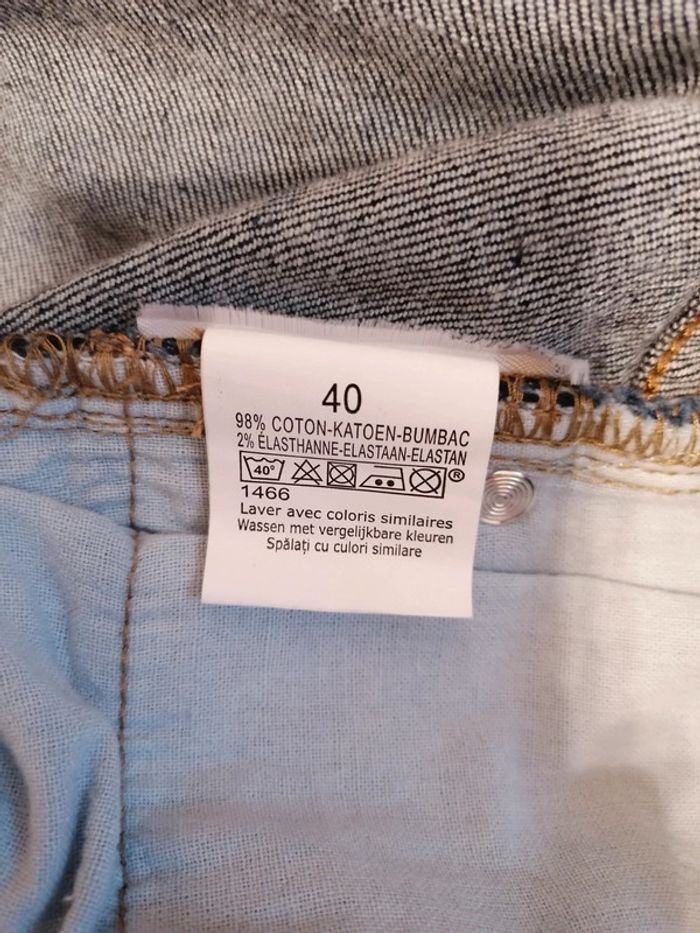 40
98% COTON-KATOEN-BUMBAC
2% ÉLASTHANNE-ELASTAAN-ELASTAN
40° ®
1466
Laver avec coloris similaires
Wassen met vergelijkbare kleuren
Spălați cu culori similare